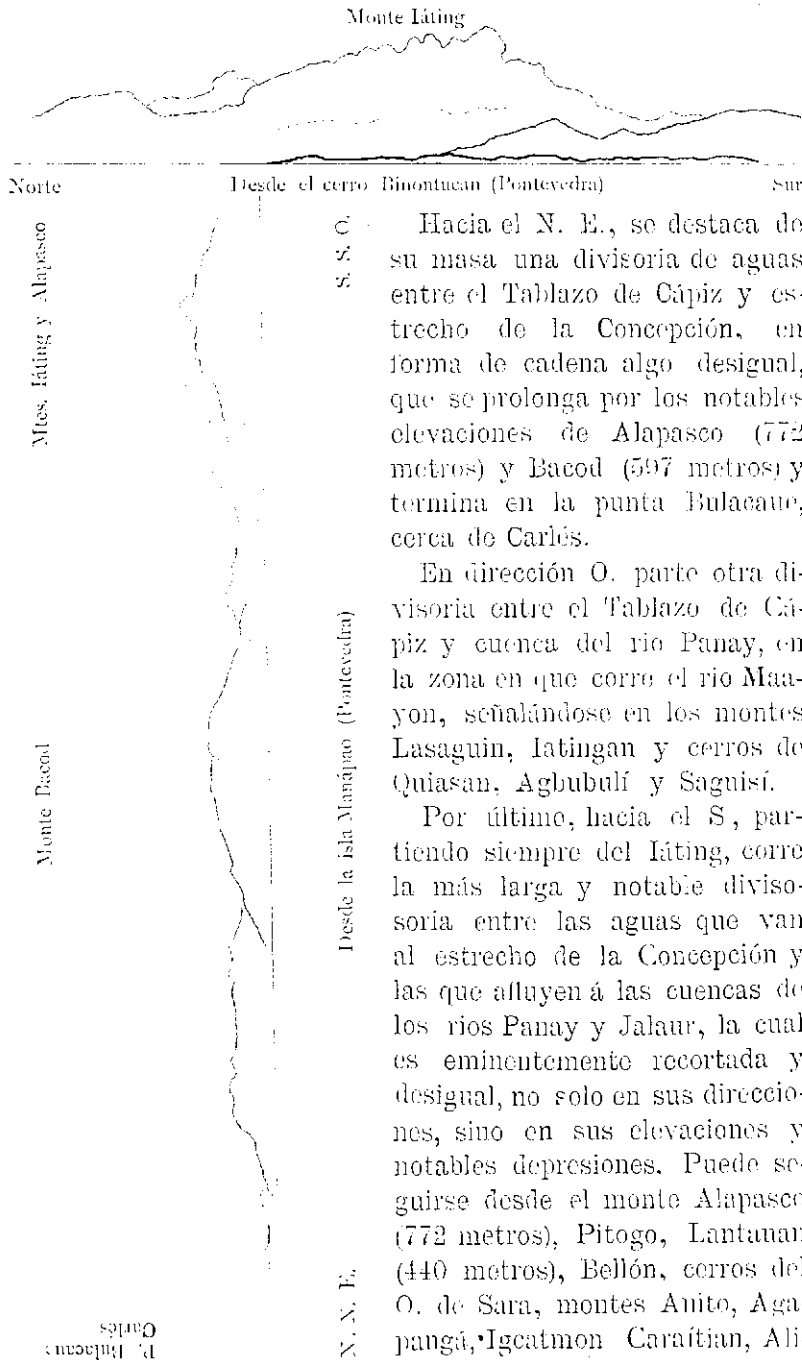 Monte Iáting
Norte
Desde el cerro Binontucan (Pontevedra)
Sur
Mtes. Iáting y Alapasco
S. S. O.
Monte Bacod
Desde la isla Manápao (Pontevedra)
P. Bulacaue
Carlés
N. N. E.
Hacia el N. E., se destaca de
su masa una divisoria de aguas
entre el Tablazo de Cápiz y es-
trecho de la Concepción, en
forma de cadena algo desigual,
que se prolonga por los notables
elevaciones de Alapasco (772
metros) y Bacod (597 metros) y
termina en la punta Bulacaue,
cerca de Carlés.
En dirección O. parte otra di-
visoria entre el Tablazo de Cá-
piz y cuenca del rio Panay, en
la zona en que corre el rio Maa-
yon, señalándose en los montes
Lasaguin, Iatingan y cerros de
Quiasan, Agbubulí y Saguisí.
Por último, hacia el S, par-
tiendo siempre del Iáting, corre
la más larga y notable diviso-
soria entre las aguas que van
al estrecho de la Concepción y
las que afluyen á las cuencas de
los rios Panay y Jalaur, la cual
es eminentemente recortada y
desigual, no solo en sus direccio-
nes, sino en sus elevaciones y
notables depresiones. Puede se-
guirse desde el monte Alapasco
(772 metros), Pitogo, Lantauan
(440 metros), Bellón, cerros del
O. de Sara, montes Anito, Aga
pangá, Igcatmon Caraítian, Ali